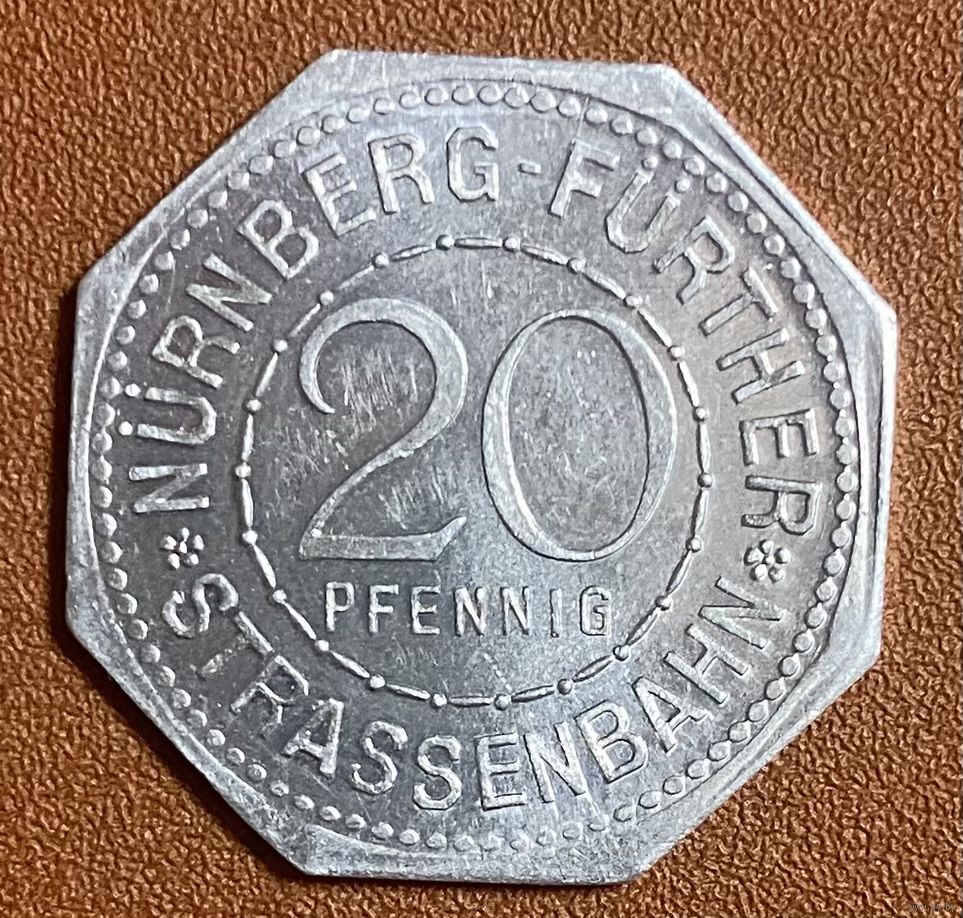 NÜRNBERG-FÜRTHER
STRASSENBAHN
20
PFENNIG